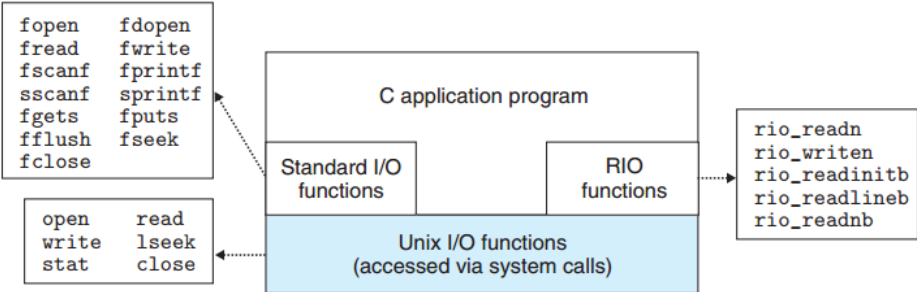 fopen fdopen
fread fwrite
fscanf fprintf
sscanf sprintf
fgets fputs
fflush fseek
fclose
C application program
Standard I/O
functions
RIO
functions
rio_readn
rio_writen
rio_readinitb
rio_readlineb
rio_readnb
open read
write lseek
stat close
Unix I/O functions
(accessed via system calls)